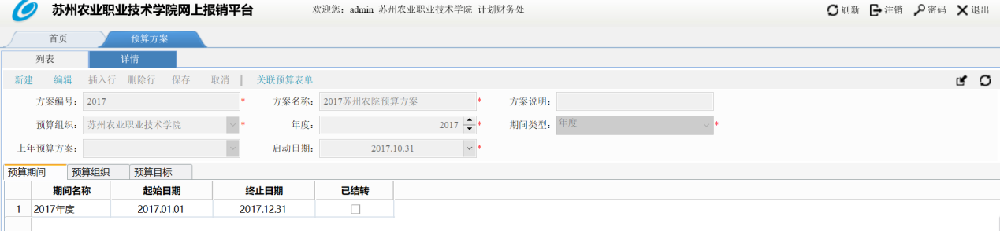 苏州农业职业技术学院网上报销平台 欢迎您：admin 苏州农业职业技术学院 计划财务处 刷新 注销 密码 退出
首页 预算方案
列表 详情
新建 编辑 插入行 删除行 保存 取消 | 关联预算表单
方案编号： 2017 * 方案名称： 2017苏州农院预算方案 * 方案说明：
预算组织： 苏州农业职业技术学院 * 年度： 2017 * 期间类型： 年度 *
上年预算方案： 启动日期： 2017.10.31 *
预算期间 预算组织 预算目标
期间名称 起始日期 终止日期 已结转
1 2017年度 2017.01.01 2017.12.31